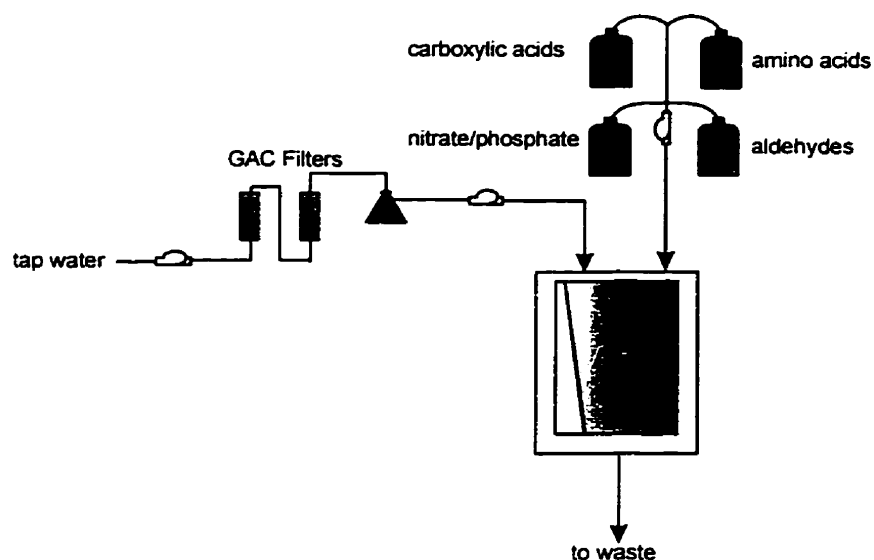 carboxylic acids
amino acids
nitrate/phosphate
aldehydes
GAC Filters
tap water
to waste